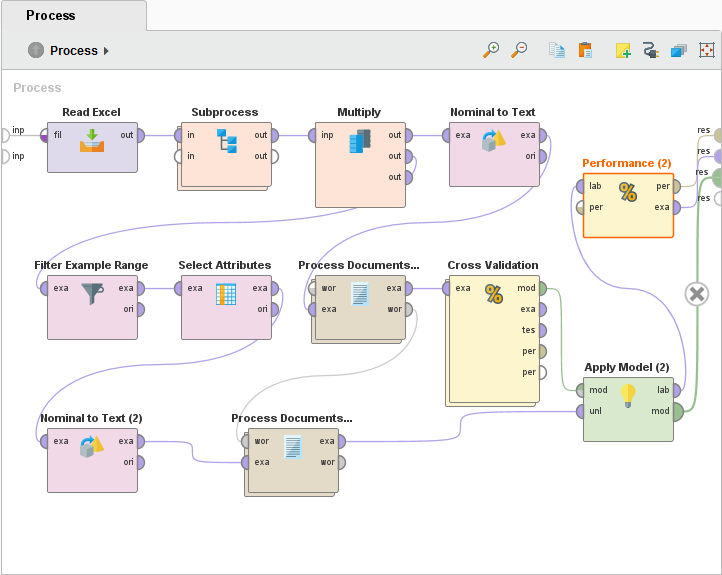 Process
Process
Process
inp
inp
Read Excel
fil out
Subprocess
in out
in out
Multiply
inp out
out
out
Nominal to Text
exa exa
ori
res
res
res
res
Performance (2)
lab per
per exa
Filter Example Range
exa exa
ori
Select Attributes
exa exa
ori
Process Documents...
wor exa
exa wor
Cross Validation
exa mod
exa
tes
per
per
Apply Model (2)
mod lab
unl mod
Nominal to Text (2)
exa exa
ori
Process Documents...
wor exa
exa wor